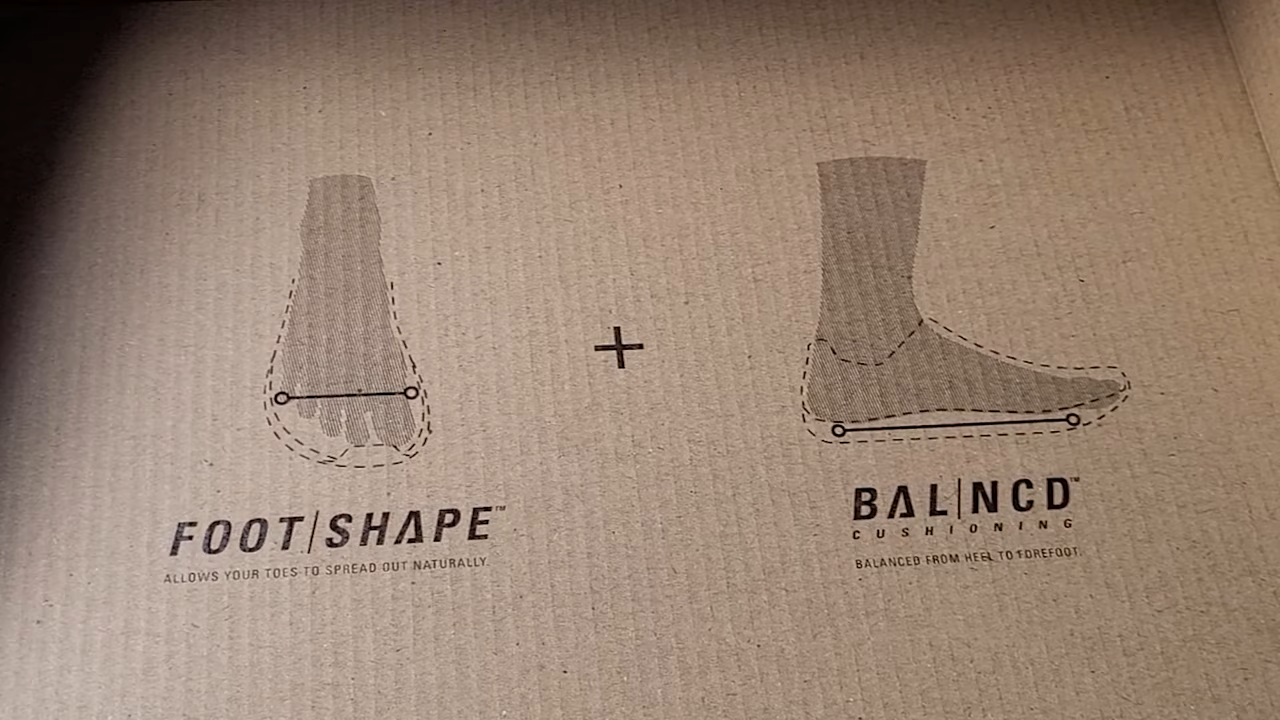 FOOT|SHAPE™
ALLOWS YOUR TOES TO SPREAD OUT NATURALLY.
BAL|NCD™
CUSHIONING
BALANCED FROM HEEL TO FOREFOOT.